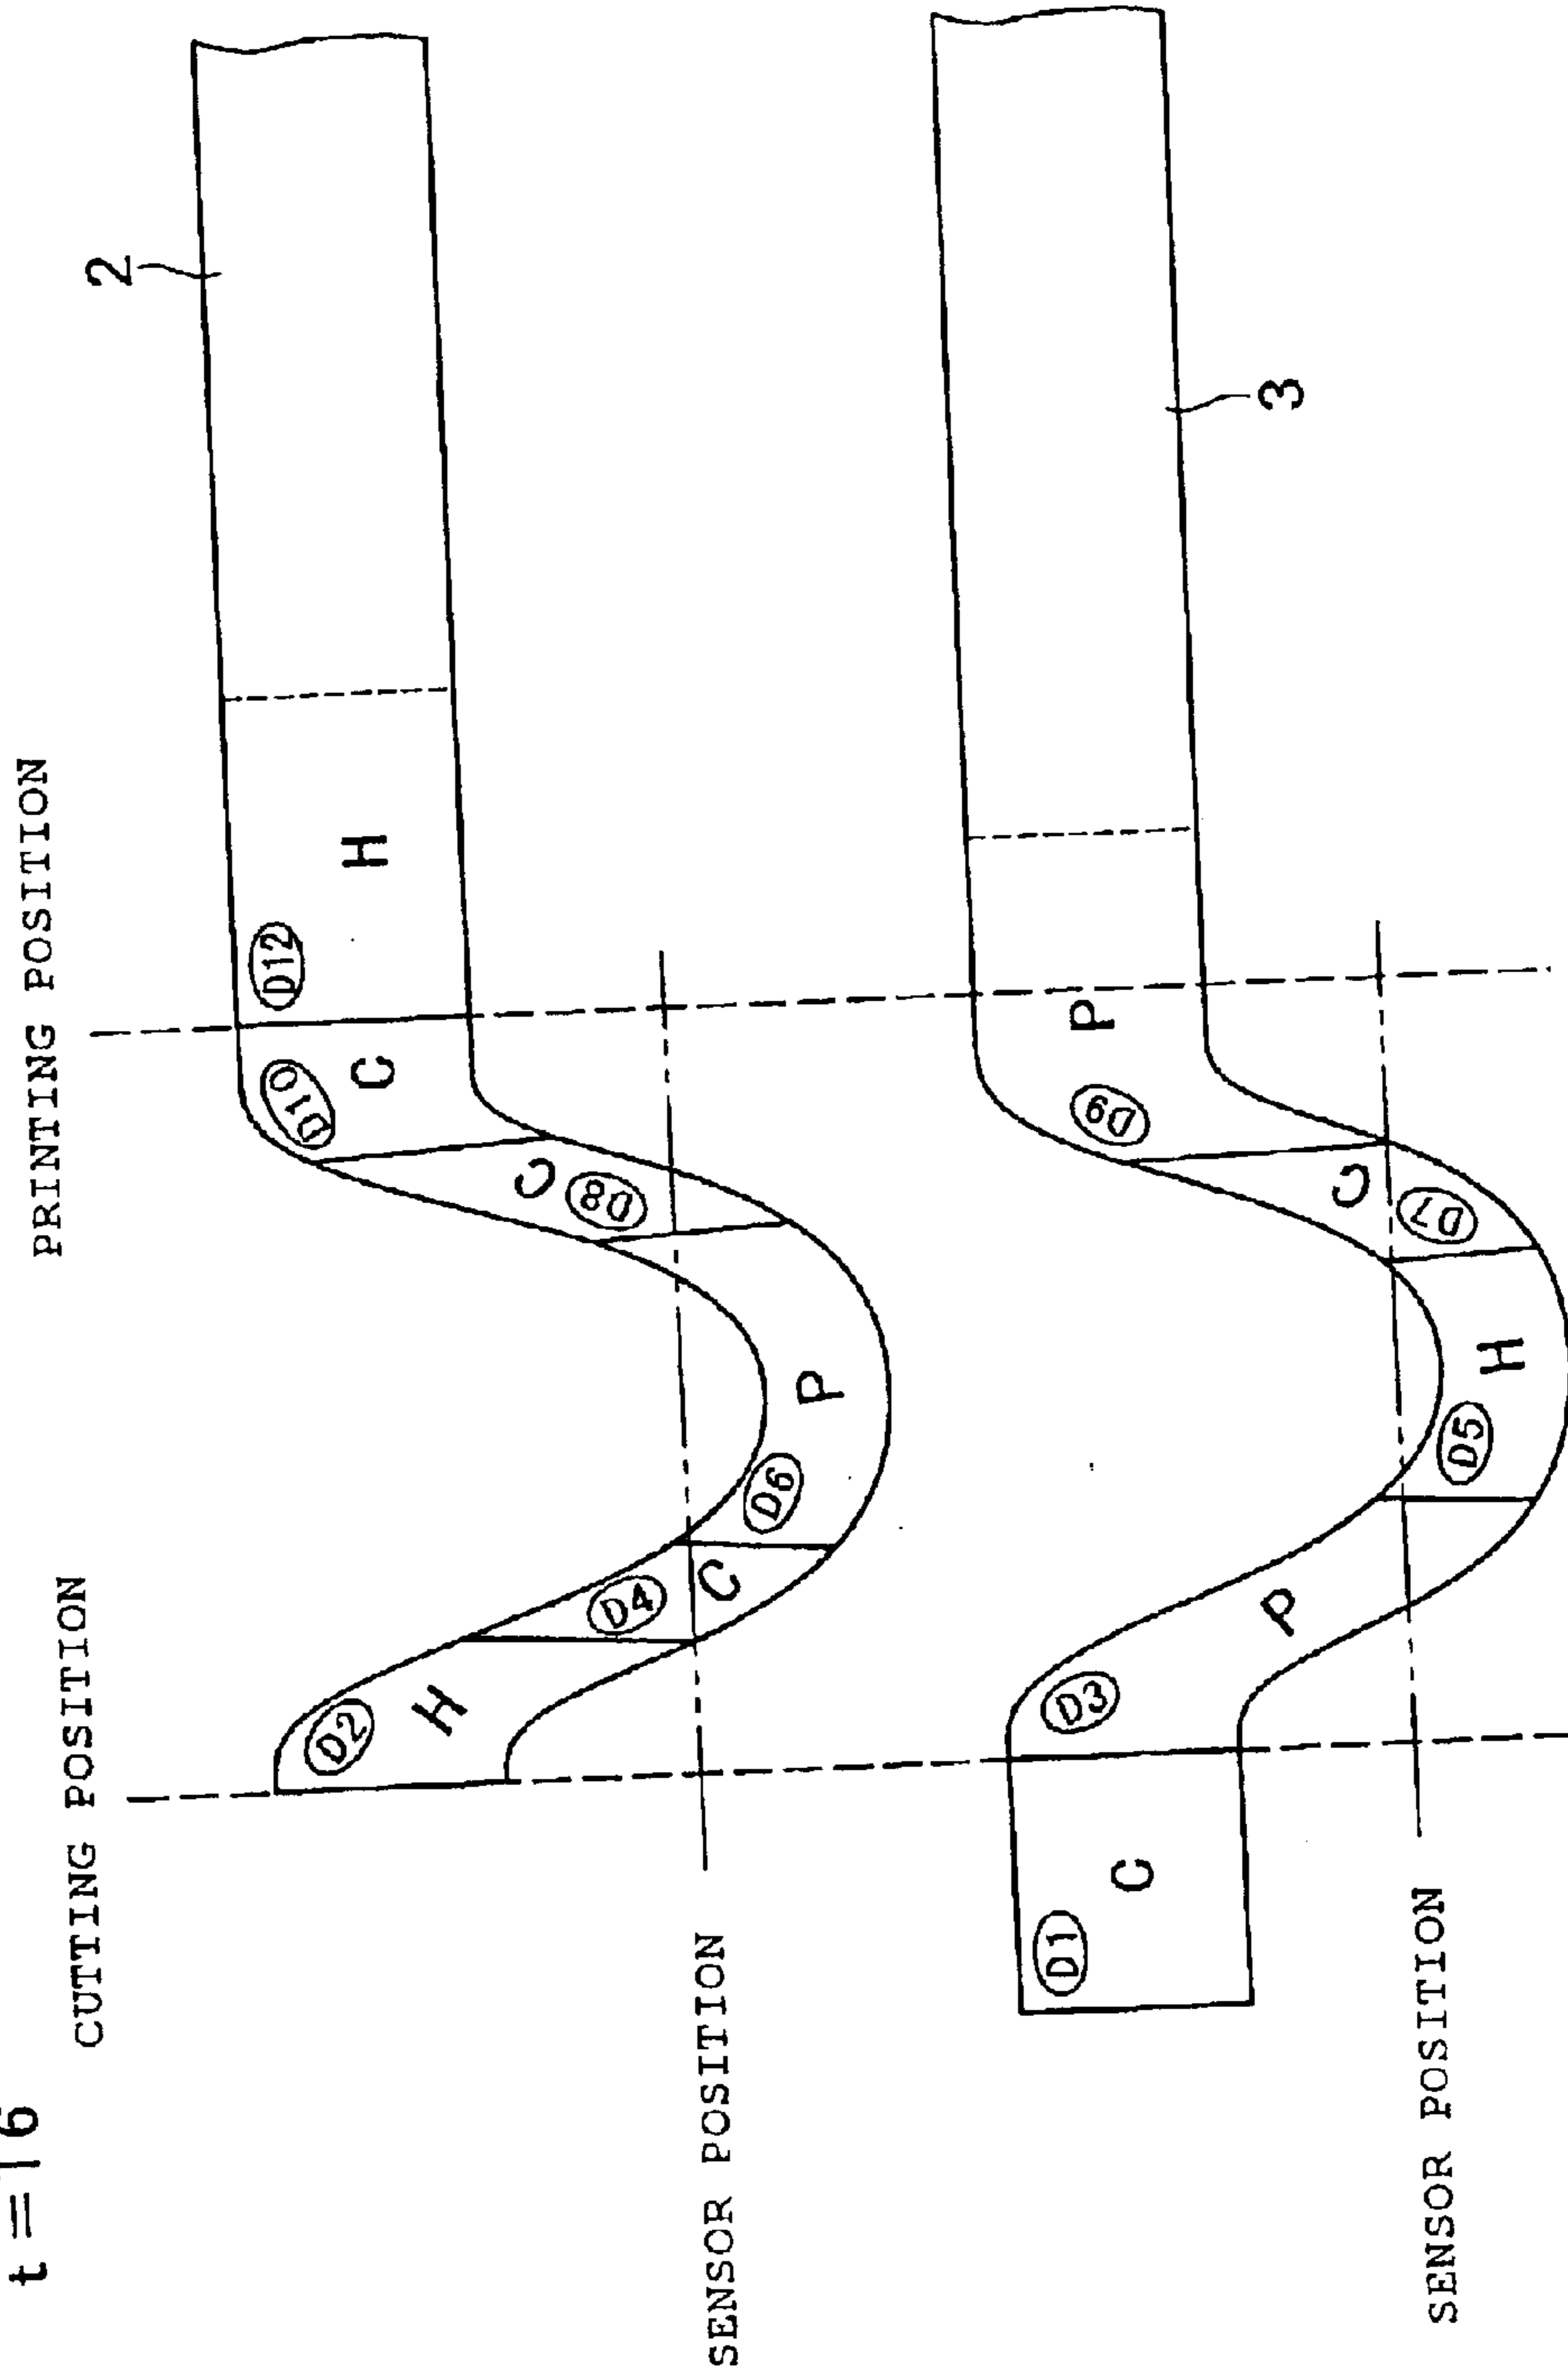 t = 16
CUTTING POSITION
PRINTING POSITION
2
D2
H
D4
C
D6
P
D8
C
D10
C
D12
H
SENSOR POSITION
D1
C
D3
P
D5
H
D7
C
D9
P
3
SENSOR POSITION